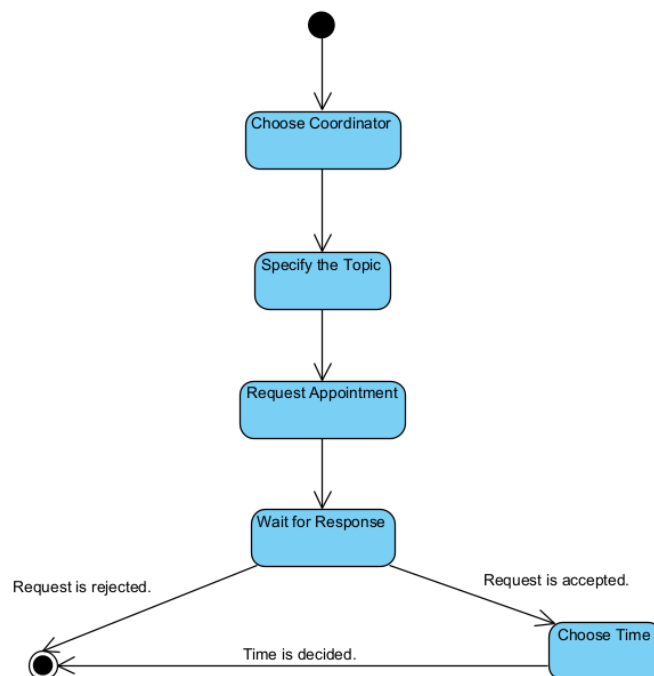 Choose Coordinator
Specify the Topic
Request Appointment
Wait for Response
Request is rejected.
Request is accepted.
Choose Time
Time is decided.